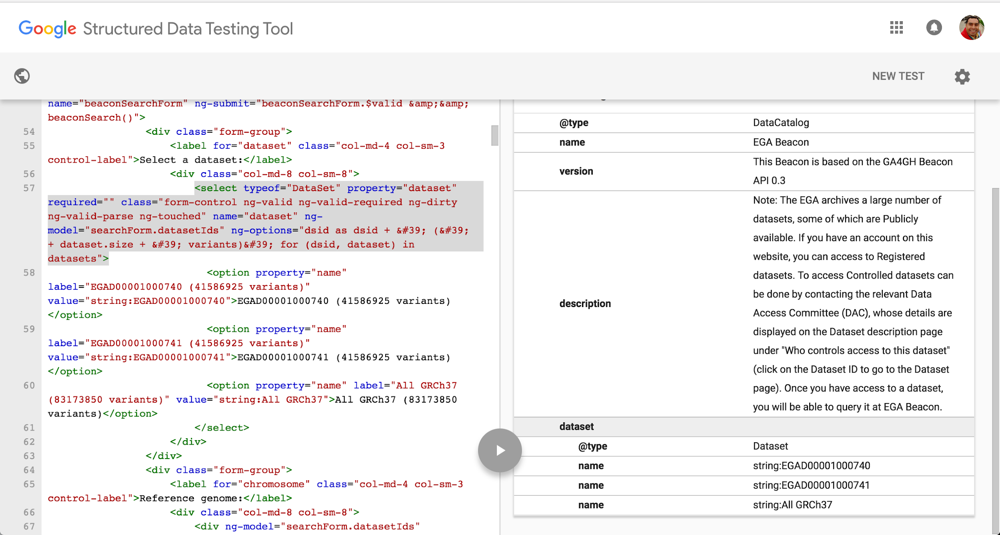 Google Structured Data Testing Tool
NEW TEST
name="beaconSearchForm" ng-submit="beaconSearchForm.$valid &amp;&amp;
beaconSearch()">
54 <div class="form-group">
55 <label for="dataset" class="col-md-4 col-sm-3
control-label">Select a dataset:</label>
56 <div class="col-md-8 col-sm-8">
57 <select typeof="DataSet" property="dataset"
required="" class="form-control ng-valid ng-valid-required ng-dirty
ng-valid-parse ng-touched" name="dataset" ng-
model="searchForm.datasetIds" ng-options="dsid as dsid + &#39; (&#39;
+ dataset.size + &#39; variants)&#39; for (dsid, dataset) in
datasets">
58 <option property="name"
label="EGAD00001000740 (41586925 variants)"
value="string:EGAD00001000740">EGAD00001000740 (41586925 variants)
</option>
59 <option property="name"
label="EGAD00001000741 (41586925 variants)"
value="string:EGAD00001000741">EGAD00001000741 (41586925 variants)
</option>
60 <option property="name" label="All GRCh37
(83173850 variants)" value="string:All GRCh37">All GRCh37 (83173850
variants)</option>
61 </select>
62 </div>
63 </div>
64 <div class="form-group">
65 <label for="chromosome" class="col-md-4 col-sm-3
control-label">Reference genome:</label>
66 <div class="col-md-8 col-sm-8">
67 <div ng-model="searchForm.datasetIds"
@type DataCatalog
name EGA Beacon
version This Beacon is based on the GA4GH Beacon
API 0.3
description Note: The EGA archives a large number of
datasets, some of which are Publicly
available. If you have an account on this
website, you can access to Registered
datasets. To access Controlled datasets can
be done by contacting the relevant Data
Access Committee (DAC), whose details are
displayed on the Dataset description page
under "Who controls access to this dataset"
(click on the Dataset ID to go to the Dataset
page). Once you have access to a dataset,
you will be able to query it at EGA Beacon.
dataset
@type Dataset
name string:EGAD00001000740
name string:EGAD00001000741
name string:All GRCh37